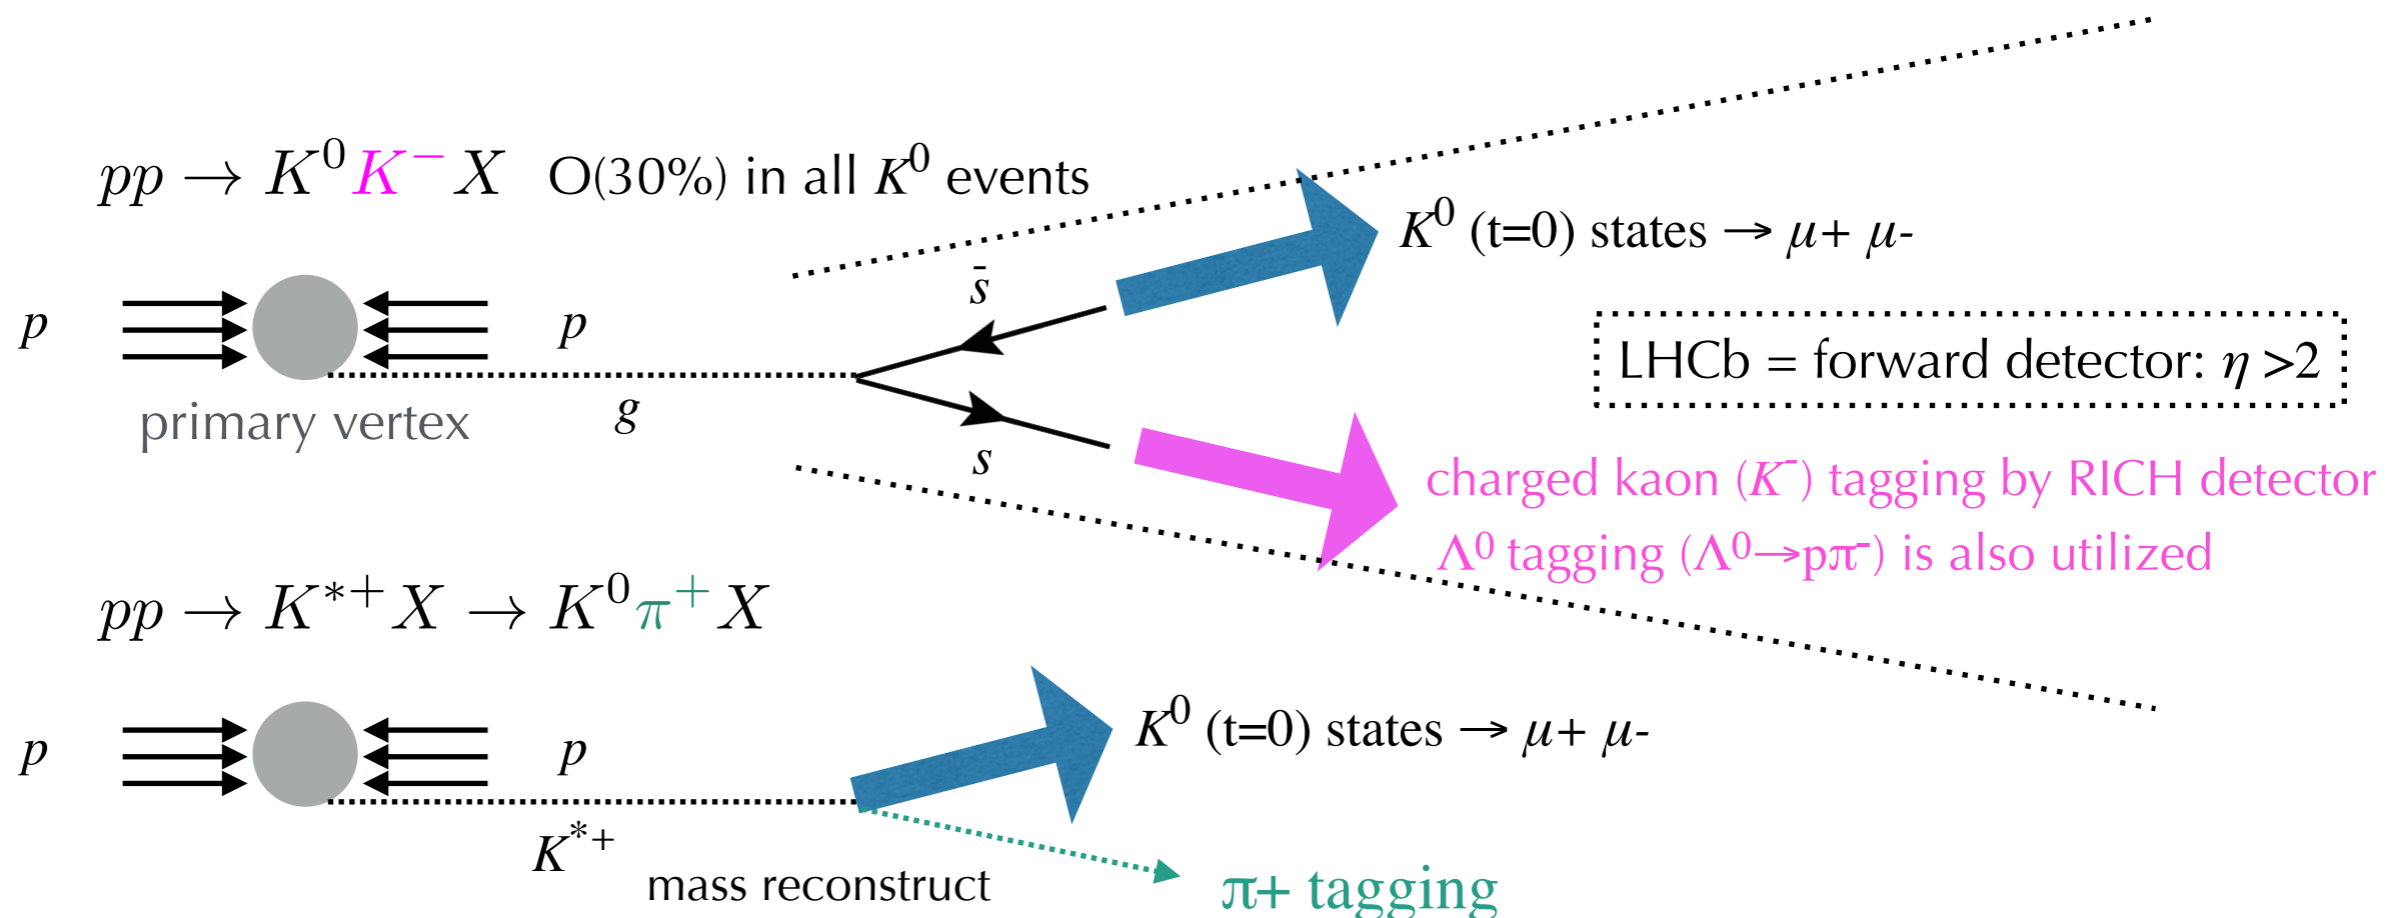 pp → K⁰K⁻X O(30%) in all K⁰ events
K⁰ (t=0) states → μ+ μ-
s̄
p
p
LHCb = forward detector: η >2
primary vertex
g
s
charged kaon (K⁻) tagging by RICH detector
Λ⁰ tagging (Λ⁰→pπ⁻) is also utilized
pp → K*⁺X → K⁰π⁺X
p
p
K⁰ (t=0) states → μ+ μ-
K*⁺
mass reconstruct
π+ tagging